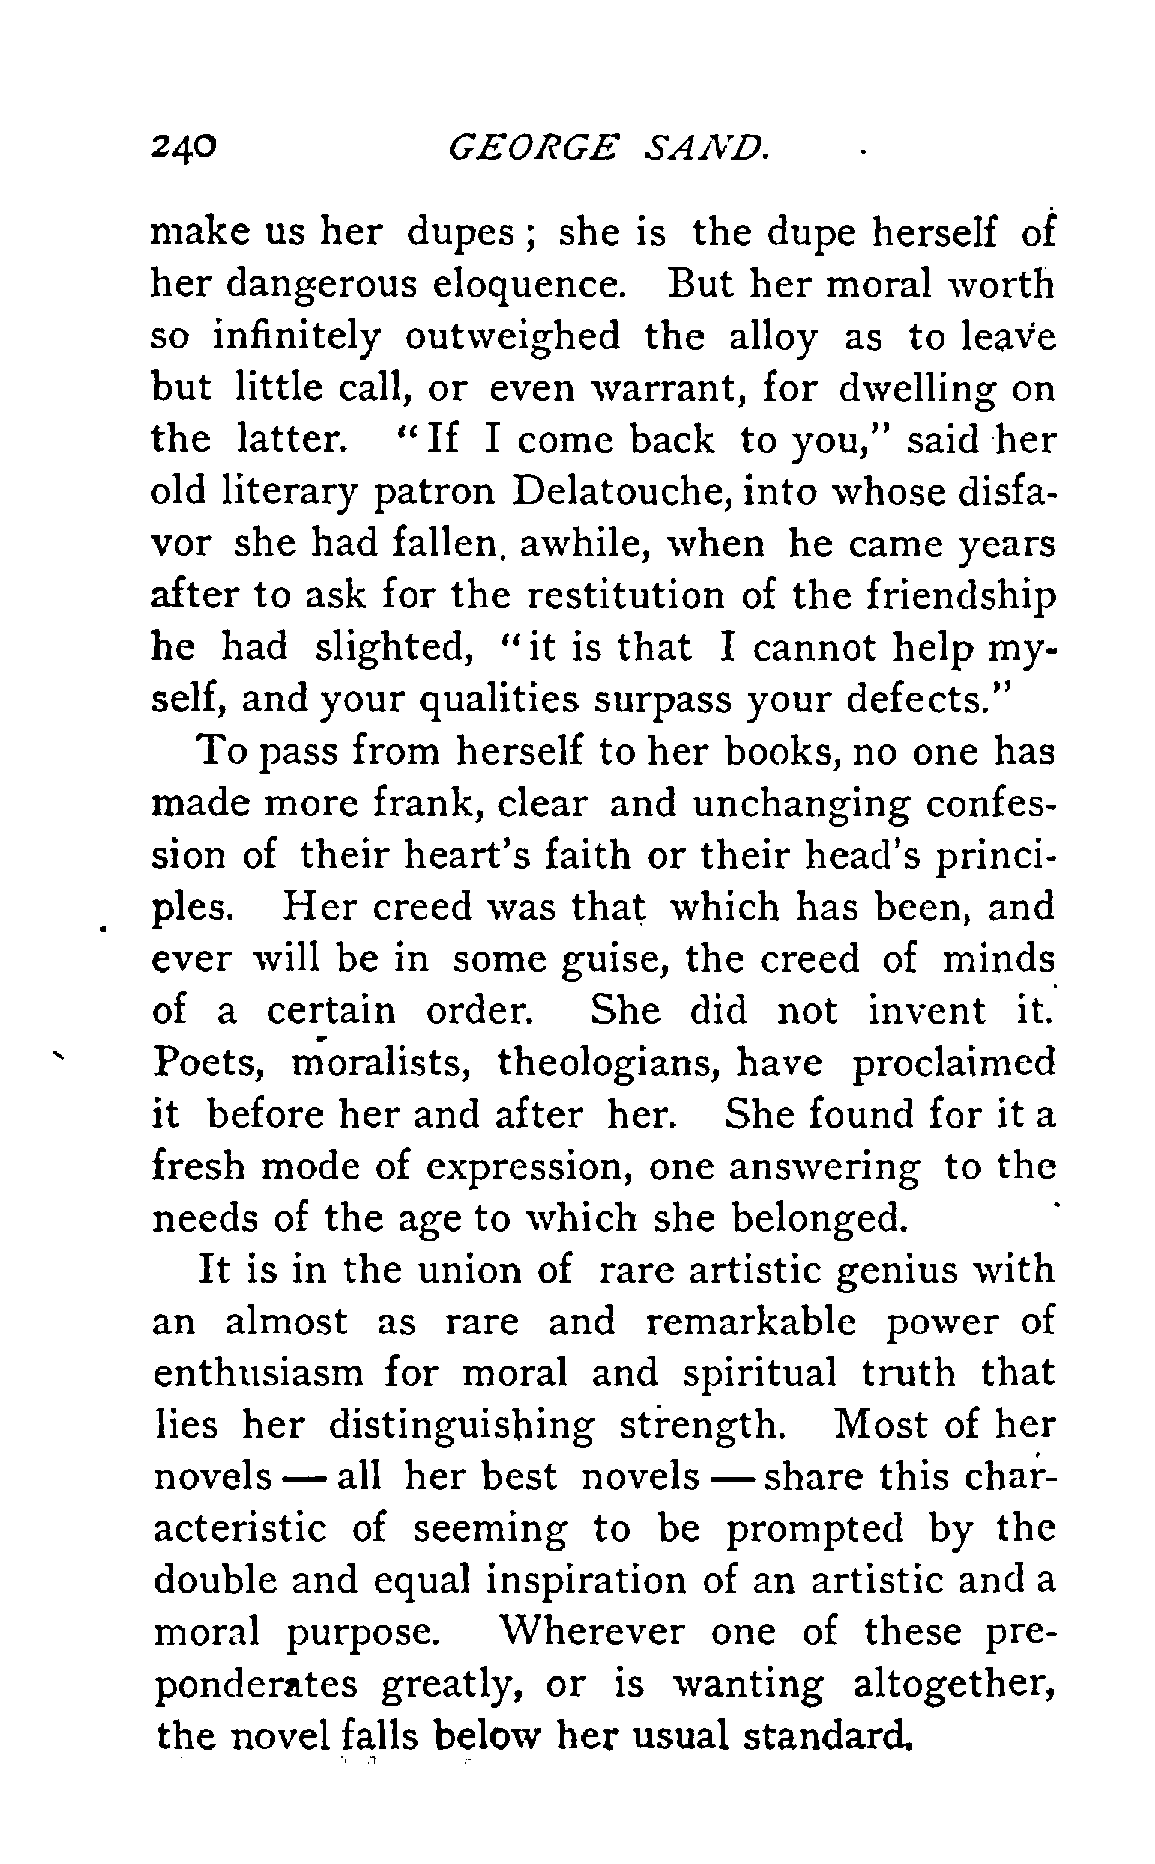 240 GEORGE SAND.
make us her dupes; she is the dupe herself of
her dangerous eloquence. But her moral worth
so infinitely outweighed the alloy as to leave
but little call, or even warrant, for dwelling on
the latter. "If I come back to you," said her
old literary patron Delatouche, into whose disfa-
vor she had fallen awhile, when he came years
after to ask for the restitution of the friendship
he had slighted, "it is that I cannot help my-
self, and your qualities surpass your defects."
To pass from herself to her books, no one has
made more frank, clear and unchanging confes-
sion of their heart's faith or their head's princi-
ples. Her creed was that which has been, and
ever will be in some guise, the creed of minds
of a certain order. She did not invent it.
Poets, moralists, theologians, have proclaimed
it before her and after her. She found for it a
fresh mode of expression, one answering to the
needs of the age to which she belonged.
It is in the union of rare artistic genius with
an almost as rare and remarkable power of
enthusiasm for moral and spiritual truth that
lies her distinguishing strength. Most of her
novels — all her best novels — share this char-
acteristic of seeming to be prompted by the
double and equal inspiration of an artistic and a
moral purpose. Wherever one of these pre-
ponderates greatly, or is wanting altogether,
the novel falls below her usual standard.